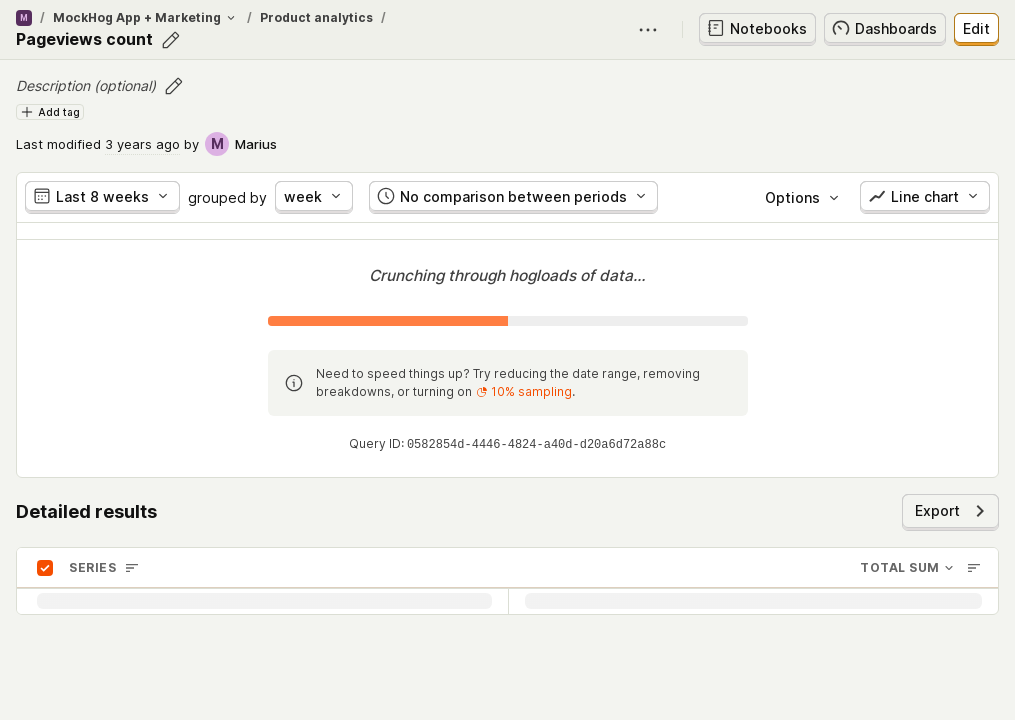 M / MockHog App + Marketing / Product analytics /
Pageviews count
Notebooks Dashboards Edit
Description (optional)
Add tag
Last modified 3 years ago by M Marius
Last 8 weeks grouped by week No comparison between periods Options Line chart
Crunching through hogloads of data...
Need to speed things up? Try reducing the date range, removing
breakdowns, or turning on 10% sampling.
Query ID: 0582854d-4446-4824-a40d-d20a6d72a88c
Detailed results
Export
SERIES TOTAL SUM